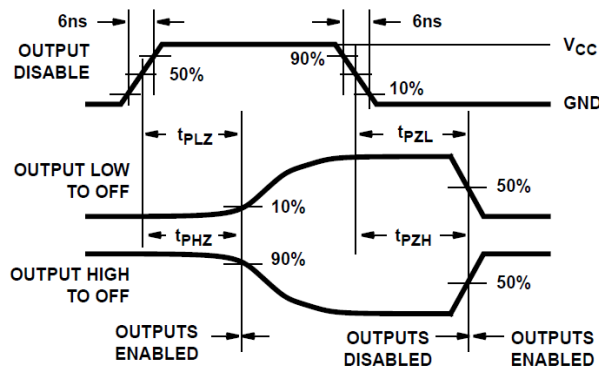 6ns
6ns
OUTPUT
DISABLE
50%
90%
10%
VCC
GND
tPLZ
tPZL
OUTPUT LOW
TO OFF
10%
50%
tPHZ
tPZH
OUTPUT HIGH
TO OFF
90%
50%
OUTPUTS
ENABLED
OUTPUTS
DISABLED
OUTPUTS
ENABLED